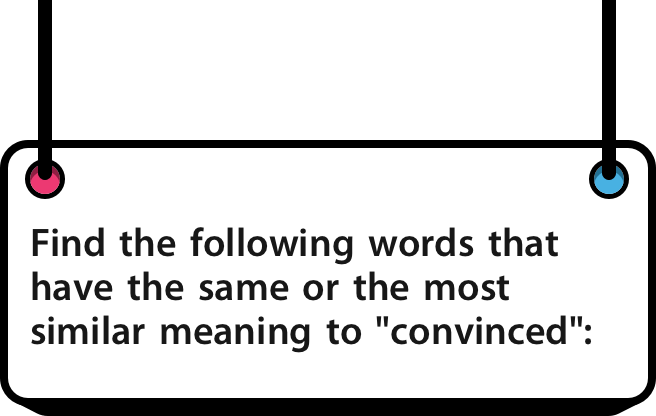 Find the following words that
have the same or the most
similar meaning to "convinced":